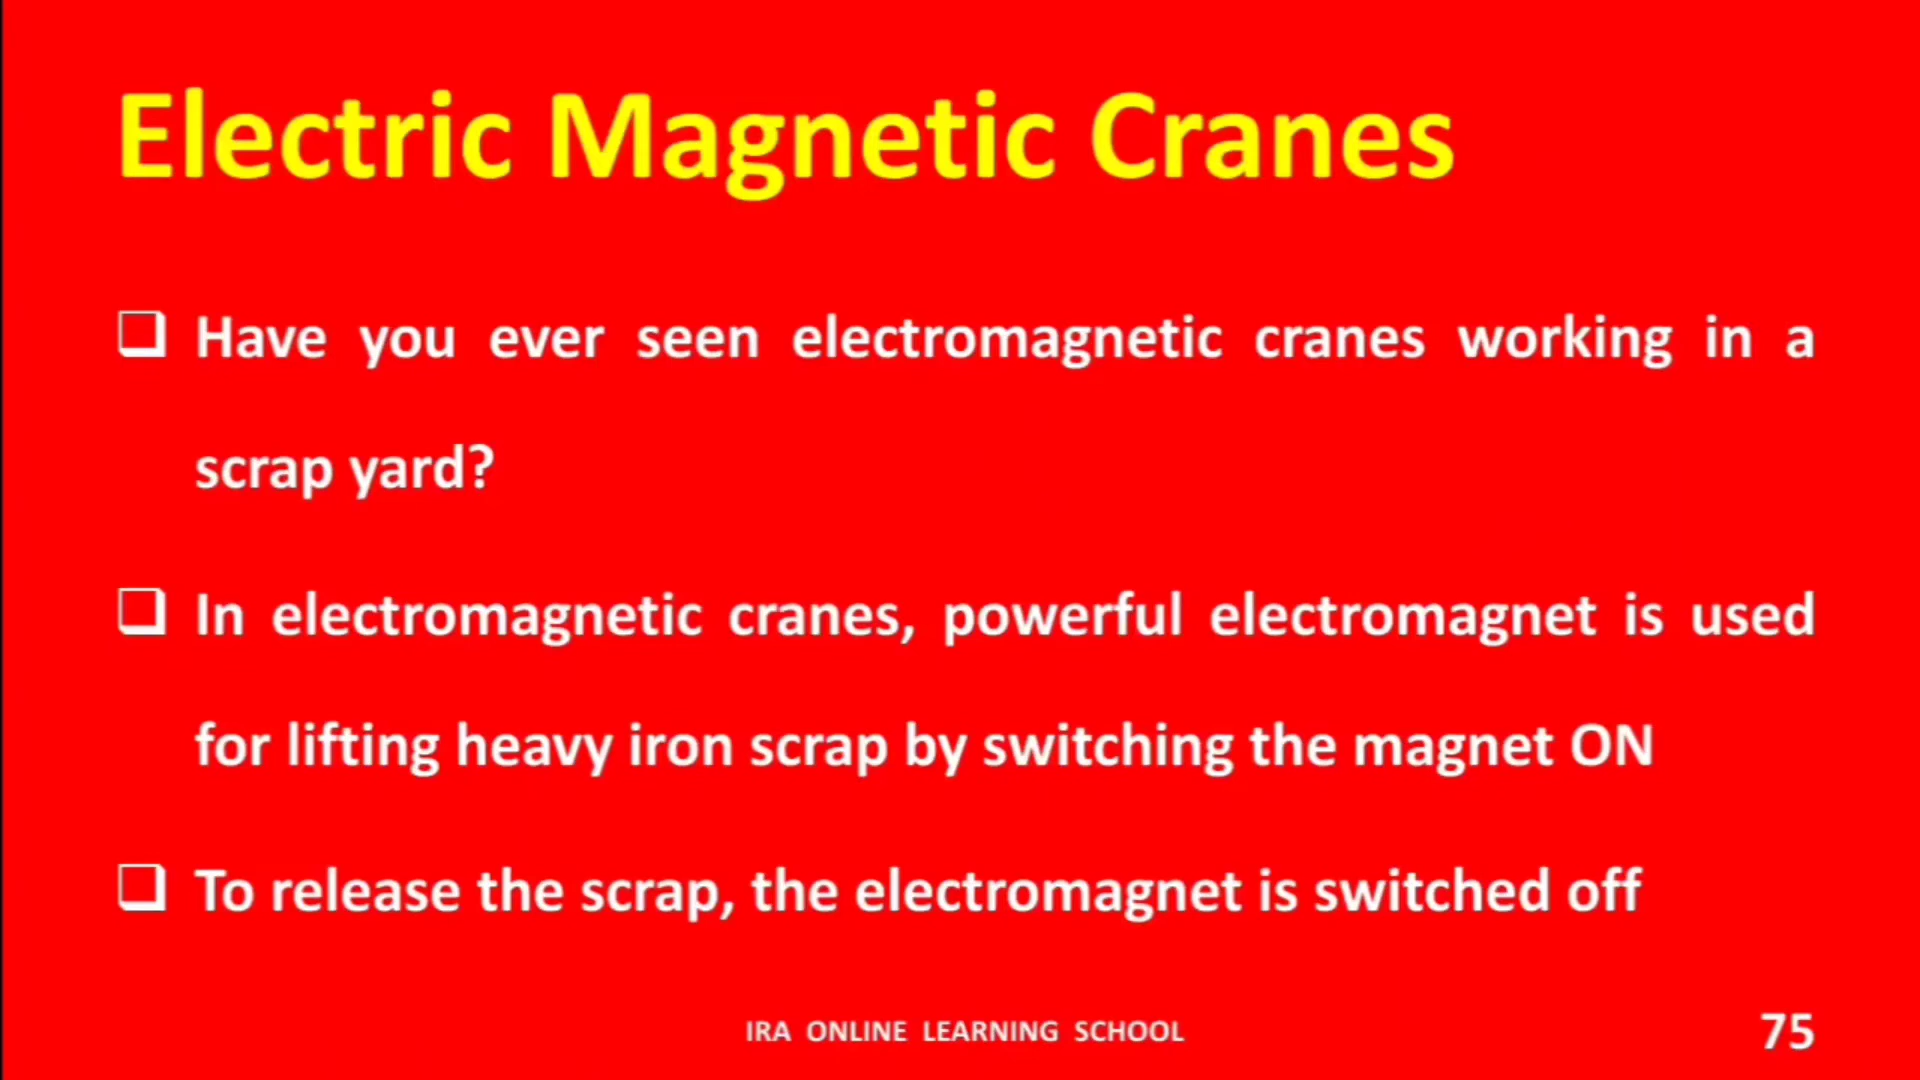 Electric Magnetic Cranes
Have you ever seen electromagnetic cranes working in a
scrap yard?
In electromagnetic cranes, powerful electromagnet is used
for lifting heavy iron scrap by switching the magnet ON
To release the scrap, the electromagnet is switched off
IRA ONLINE LEARNING SCHOOL
75